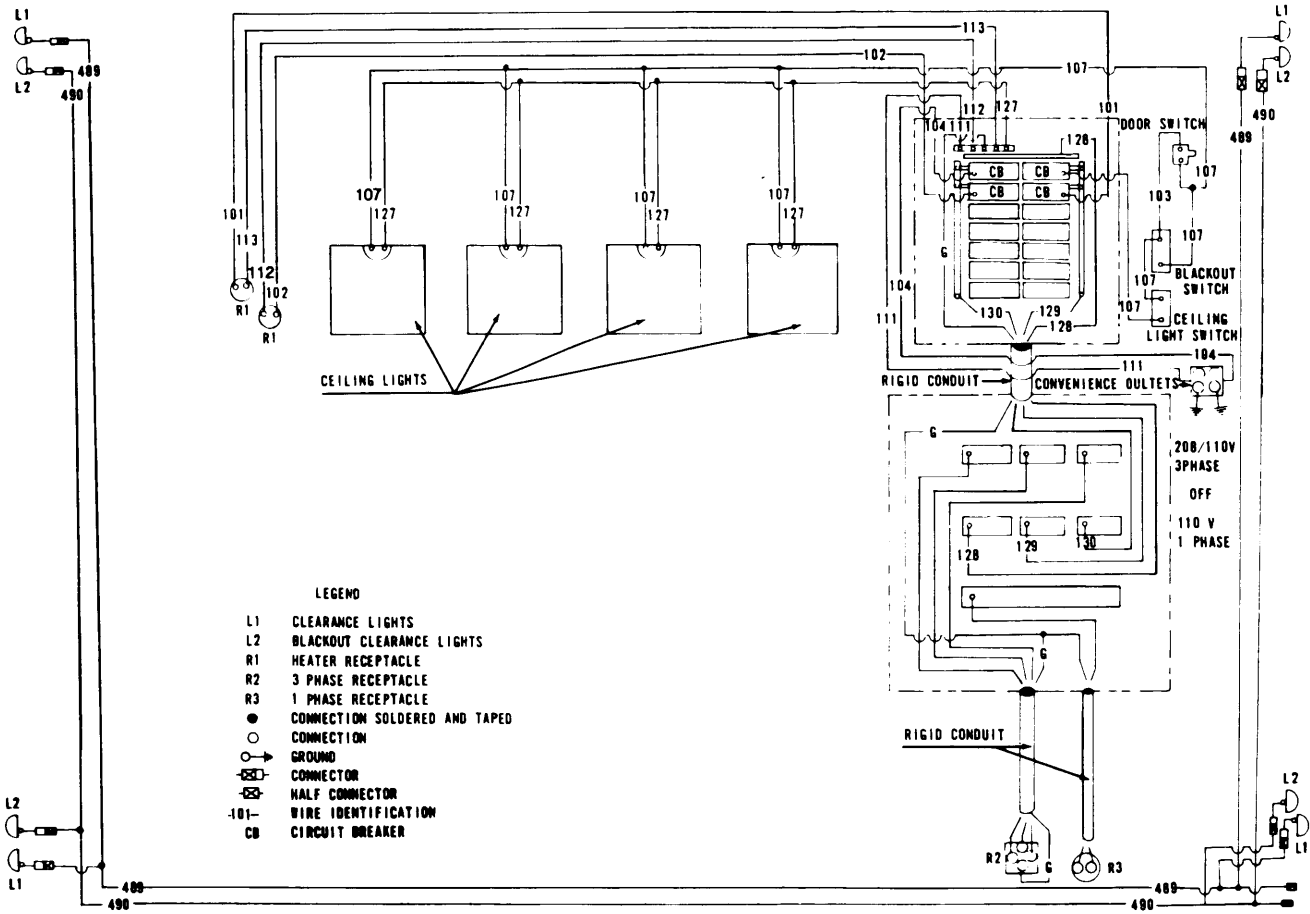 L1
L2
489
490
113
102
107
101
112
127
104
111
128
DOOR SWITCH
L1
L2
490
489
CB
CB
CB
CB
107
103
107
107
127
107
127
107
127
107
127
101
113
112
102
R1
R1
G
104
111
130
129
128
107
107
BLACKOUT
SWITCH
CEILING
LIGHT SWITCH
CEILING LIGHTS
RIGID CONDUIT
111
104
CONVENIENCE OULTETS
G
208/110V
3PHASE
OFF
110 V
1 PHASE
128
129
130
G
RIGID CONDUIT
LEGEND
L1 CLEARANCE LIGHTS
L2 BLACKOUT CLEARANCE LIGHTS
R1 HEATER RECEPTACLE
R2 3 PHASE RECEPTACLE
R3 1 PHASE RECEPTACLE
CONNECTION SOLDERED AND TAPED
CONNECTION
GROUND
CONNECTOR
HALF CONNECTOR
-101- WIRE IDENTIFICATION
CB CIRCUIT BREAKER
L2
L1
R2
G
R3
L2
L1
489
490
489
490